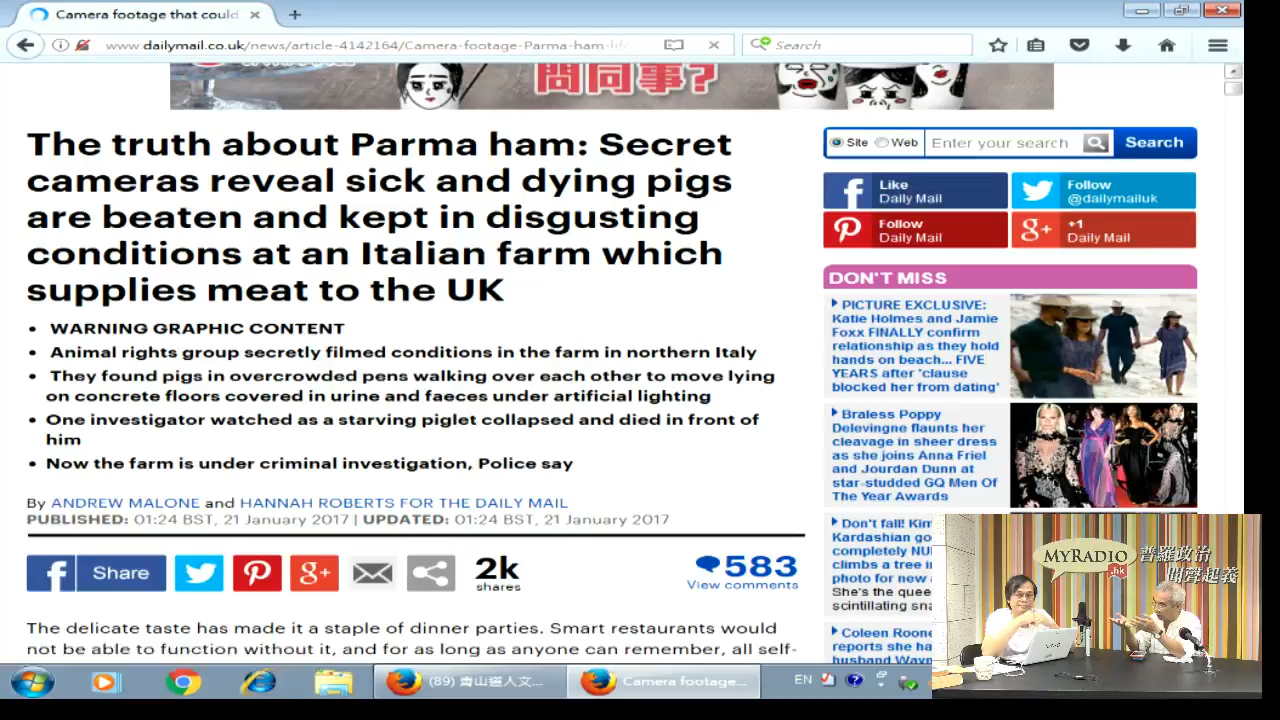 Camera footage that could
www.dailymail.co.uk/news/article-4142164/Camera-footage-Parma-ham-life
Search
問同事?
The truth about Parma ham: Secret
cameras reveal sick and dying pigs
are beaten and kept in disgusting
conditions at an Italian farm which
supplies meat to the UK
WARNING GRAPHIC CONTENT
Animal rights group secretly filmed conditions in the farm in northern Italy
They found pigs in overcrowded pens walking over each other to move lying
on concrete floors covered in urine and faeces under artificial lighting
One investigator watched as a starving piglet collapsed and died in front of
him
Now the farm is under criminal investigation, Police say
By ANDREW MALONE and HANNAH ROBERTS FOR THE DAILY MAIL
PUBLISHED: 01:24 BST, 21 January 2017 | UPDATED: 01:24 BST, 21 January 2017
Share
2k
shares
583
View comments
The delicate taste has made it a staple of dinner parties. Smart restaurants would
not be able to function without it, and for as long as anyone can remember, all self-
Site Web Enter your search Search
Like
Daily Mail
Follow
@dailymailuk
Follow
Daily Mail
+1
Daily Mail
DON'T MISS
PICTURE EXCLUSIVE:
Katie Holmes and Jamie
Foxx FINALLY confirm
relationship as they hold
hands on beach... FIVE
YEARS after 'clause
blocked her from dating'
Braless Poppy
Delevingne flaunts her
cleavage in sheer dress
as she joins Anna Friel
and Jourdan Dunn at
star-studded GQ Men Of
The Year Awards
Don't fall! Kim
Kardashian go
completely NU
climbs a tree i
photo for new
She's the quee
scintillating sna
Coleen Roone
reports she ha
husband Wayn
MYRADIO
.hk
普羅政治
聞聲起義
(89) 青山道人文...
Camera footage...
EN